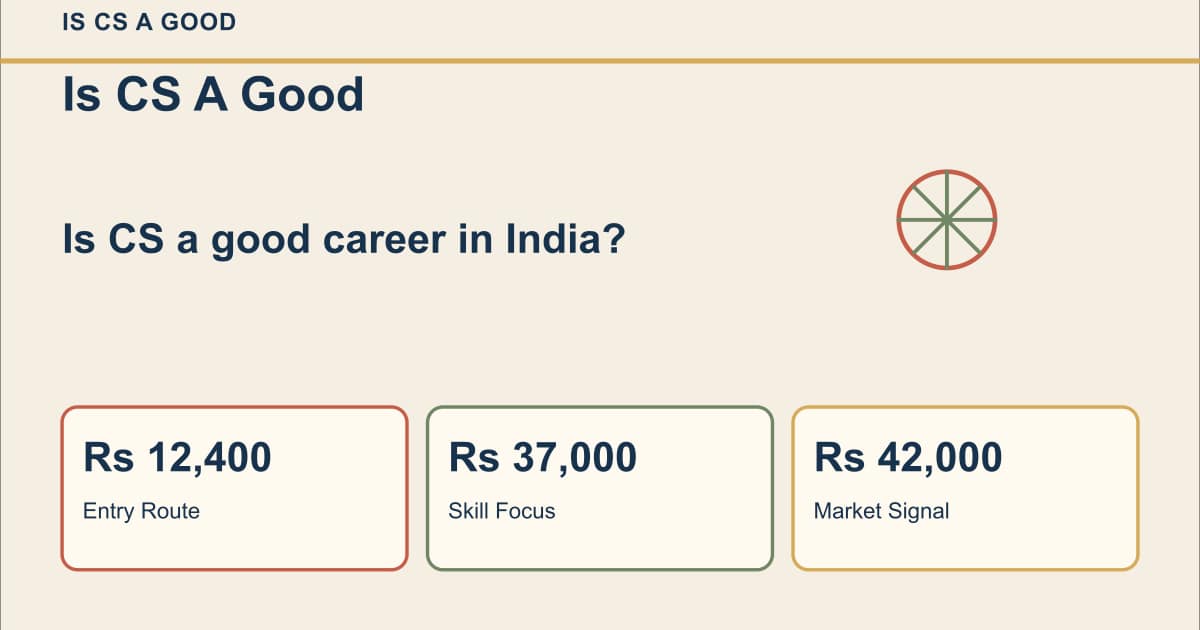 IS CS A GOOD
Is CS A Good
Is CS a good career in India?
Rs 12,400
Entry Route
Rs 37,000
Skill Focus
Rs 42,000
Market Signal